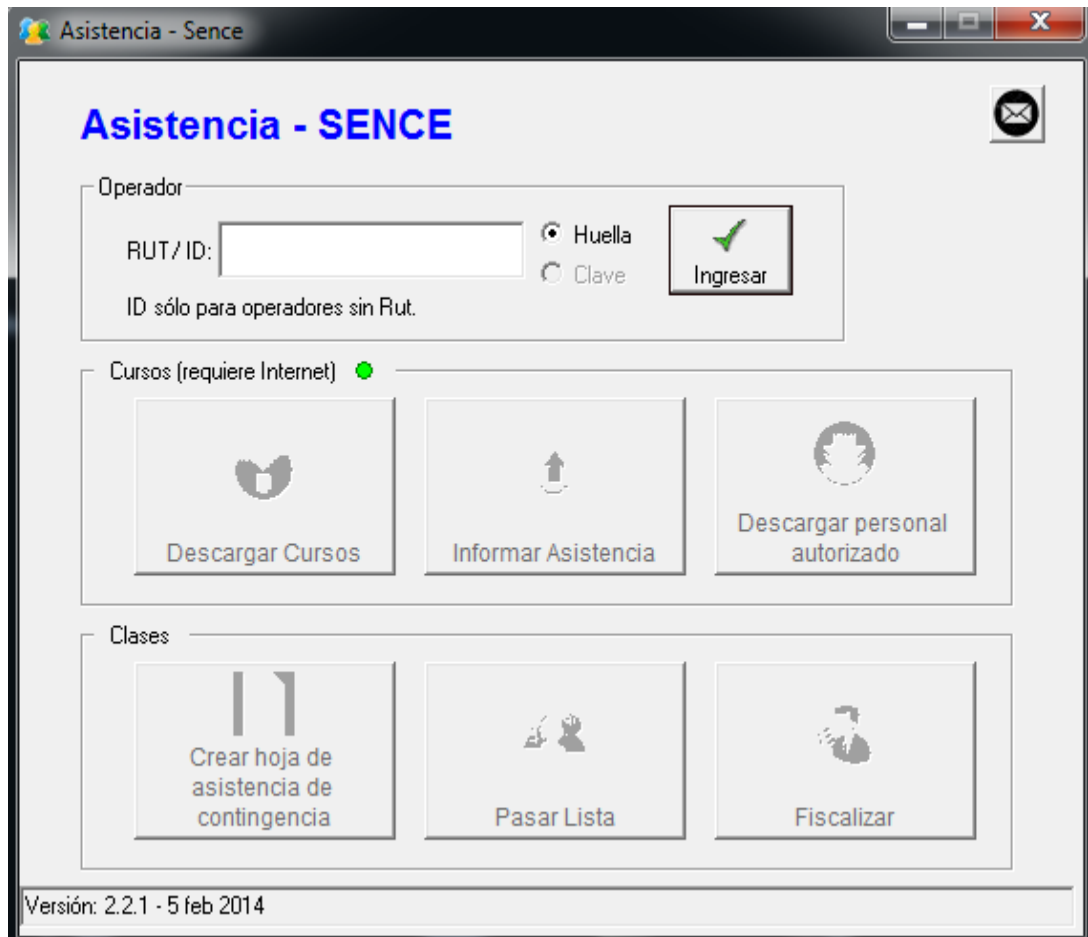 Asistencia - Sence
Asistencia - SENCE
Operador
RUT/ ID:
Huella
Clave
Ingresar
ID sólo para operadores sin Rut.
Cursos (requiere Internet)
Descargar Cursos
Informar Asistencia
Descargar personal
autorizado
Clases
Crear hoja de
asistencia de
contingencia
Pasar Lista
Fiscalizar
Versión: 2.2.1 - 5 feb 2014